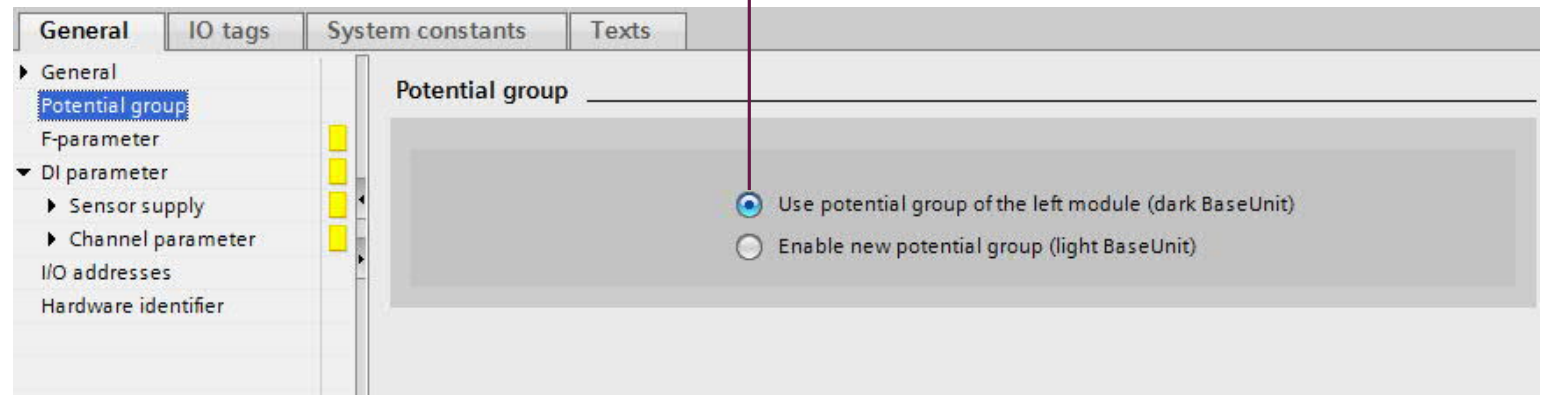 General IO tags System constants Texts
General
Potential group
F-parameter
DI parameter
Sensor supply
Channel parameter
I/O addresses
Hardware identifier
Potential group
Use potential group of the left module (dark BaseUnit)
Enable new potential group (light BaseUnit)